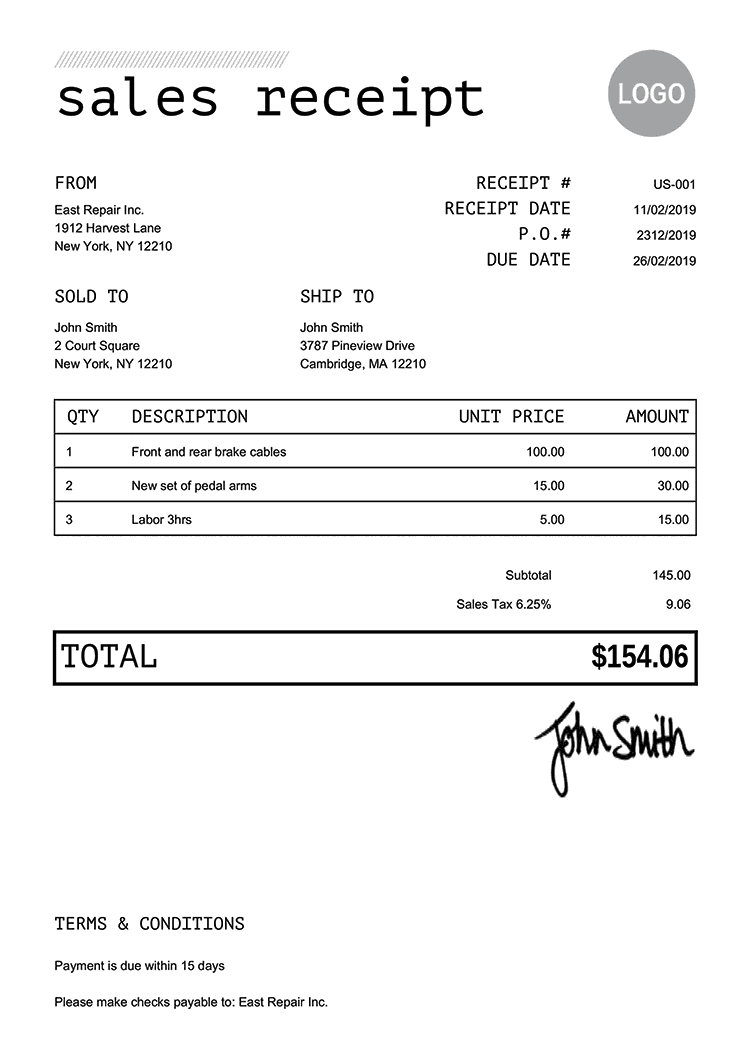 sales receipt
LOGO
FROM
East Repair Inc.
1912 Harvest Lane
New York, NY 12210
RECEIPT # US-001
RECEIPT DATE 11/02/2019
P.O.# 2312/2019
DUE DATE 26/02/2019
SOLD TO
John Smith
2 Court Square
New York, NY 12210
SHIP TO
John Smith
3787 Pineview Drive
Cambridge, MA 12210
QTY DESCRIPTION UNIT PRICE AMOUNT
1 Front and rear brake cables 100.00 100.00
2 New set of pedal arms 15.00 30.00
3 Labor 3hrs 5.00 15.00
Subtotal 145.00
Sales Tax 6.25% 9.06
TOTAL $154.06
John Smith
TERMS & CONDITIONS
Payment is due within 15 days
Please make checks payable to: East Repair Inc.